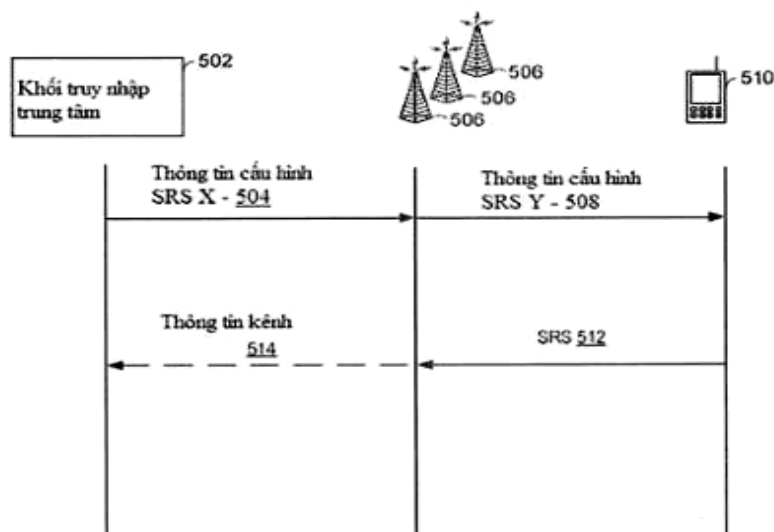 502
Khối truy nhập
trung tâm
506
506
506
510
Thông tin cấu hình
SRS X - 504
Thông tin cấu hình
SRS Y - 508
Thông tin kênh
514
SRS 512